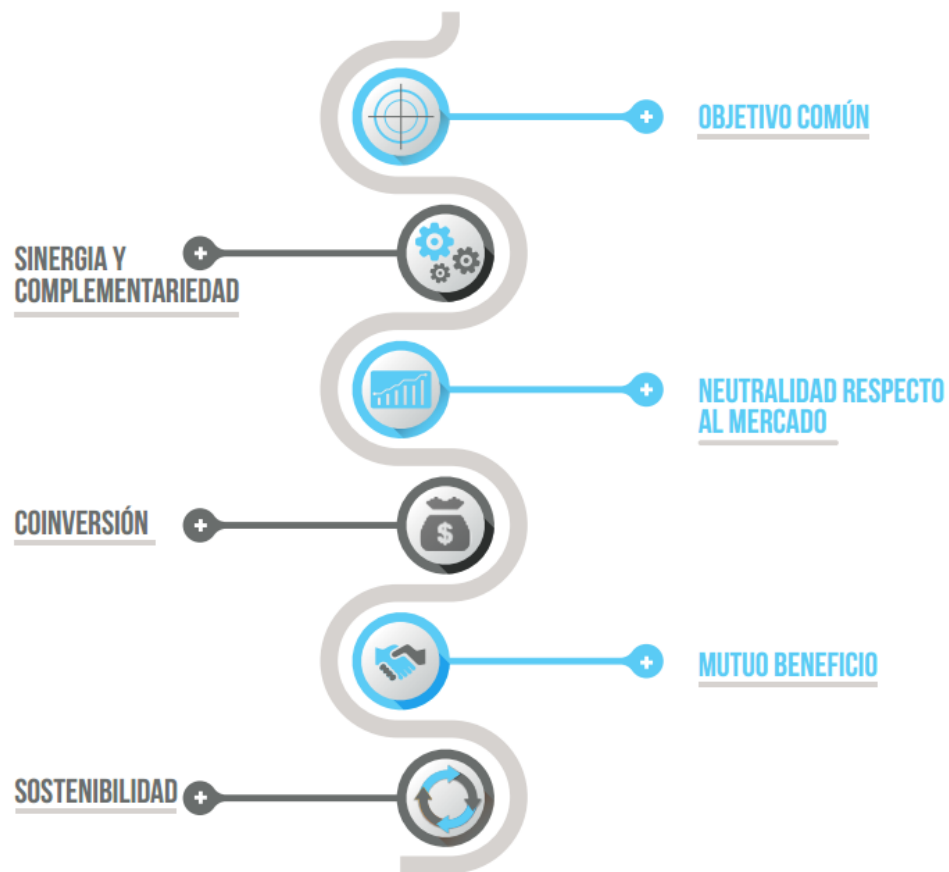 OBJETIVO COMÚN
SINERGIA Y
COMPLEMENTARIEDAD
NEUTRALIDAD RESPECTO
AL MERCADO
COINVERSIÓN
$
MUTUO BENEFICIO
SOSTENIBILIDAD